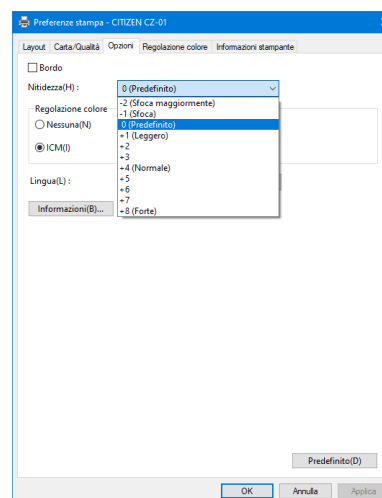 Preferenze stampa - CITIZEN CZ-01
Layout Carta/Qualità Opzioni Regolazione colore Informazioni stampante
Bordo
Nitidezza(H) : 0 (Predefinito)
-2 (Sfoca maggiormente)
-1 (Sfoca)
0 (Predefinito)
+1 (Leggero)
+2
+3
+4 (Normale)
+5
+6
+7
+8 (Forte)
Regolazione colore
Nessuna(N)
ICM(I)
Lingua(L) :
Informazioni(B)...
Predefinito(D)
OK Annulla Applica